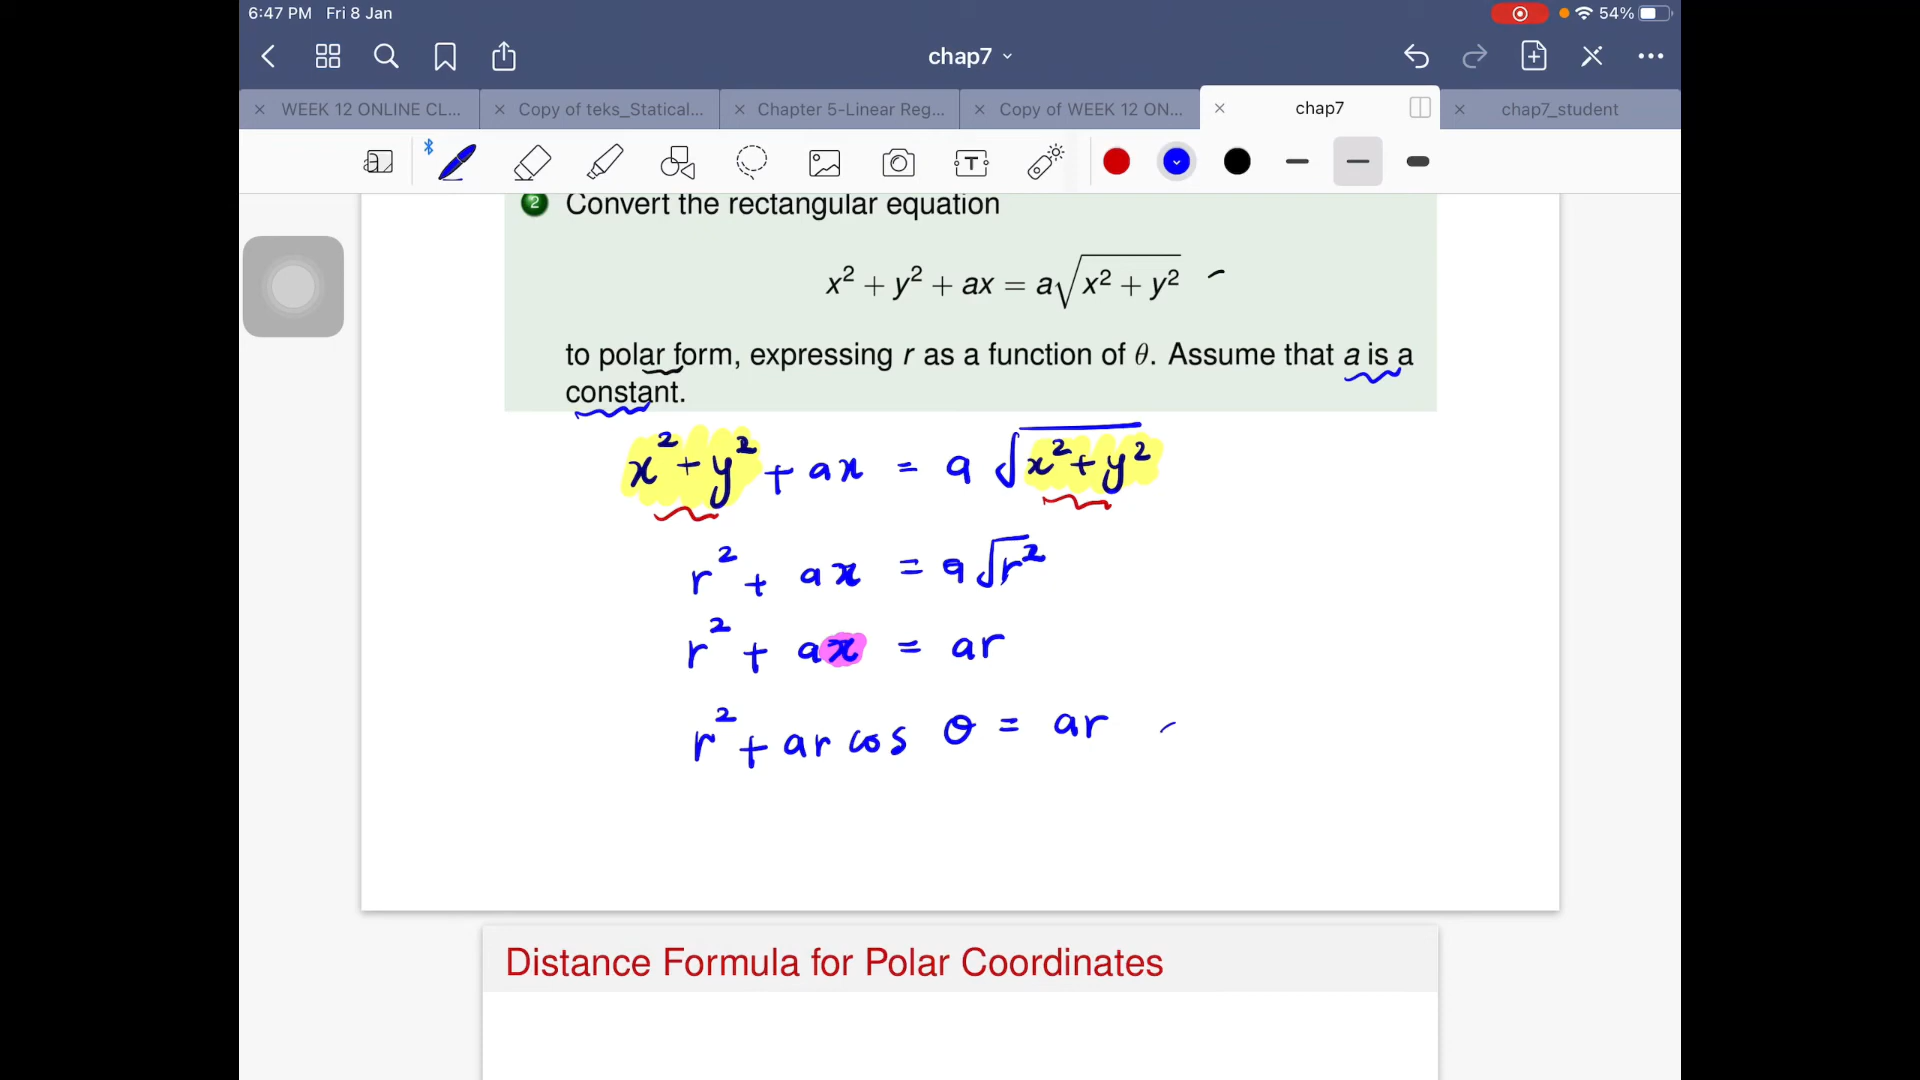 6:47 PM Fri 8 Jan
54%
chap7
WEEK 12 ONLINE CL...
Copy of teks_Statical...
Chapter 5-Linear Reg...
Copy of WEEK 12 ON...
chap7
chap7_student
2 Convert the rectangular equation
x² + y² + ax = a√(x² + y²)
to polar form, expressing r as a function of θ. Assume that a is a
constant.
x² + y² + ax = a √(x² + y²)
r² + ax = a√r²
r² + ax = ar
r² + ar cos θ = ar
Distance Formula for Polar Coordinates